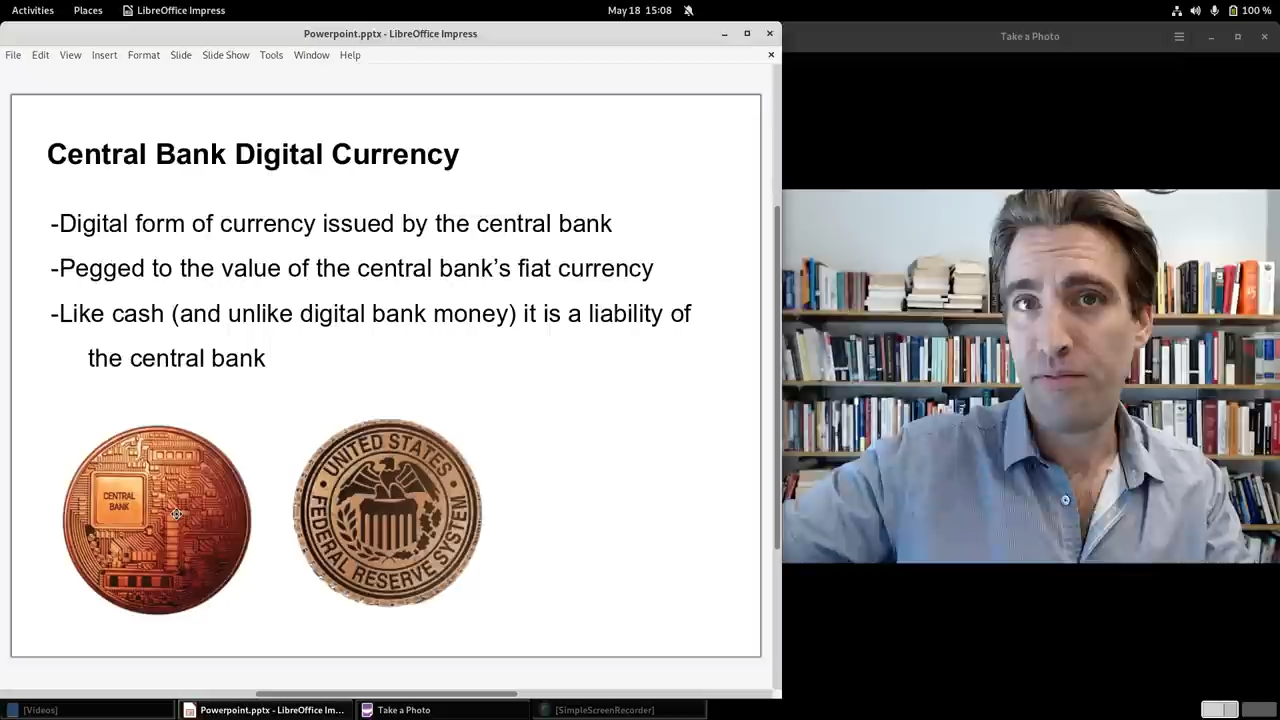 Activities Places LibreOffice Impress May 18 15:08 100 %
Powerpoint.pptx - LibreOffice Impress
Take a Photo
File Edit View Insert Format Slide Slide Show Tools Window Help
Central Bank Digital Currency
-Digital form of currency issued by the central bank
-Pegged to the value of the central bank’s fiat currency
-Like cash (and unlike digital bank money) it is a liability of
the central bank
CENTRAL
BANK
UNITED STATES
FEDERAL RESERVE SYSTEM
[Videos] Powerpoint.pptx - LibreOffice Im... Take a Photo [SimpleScreenRecorder]